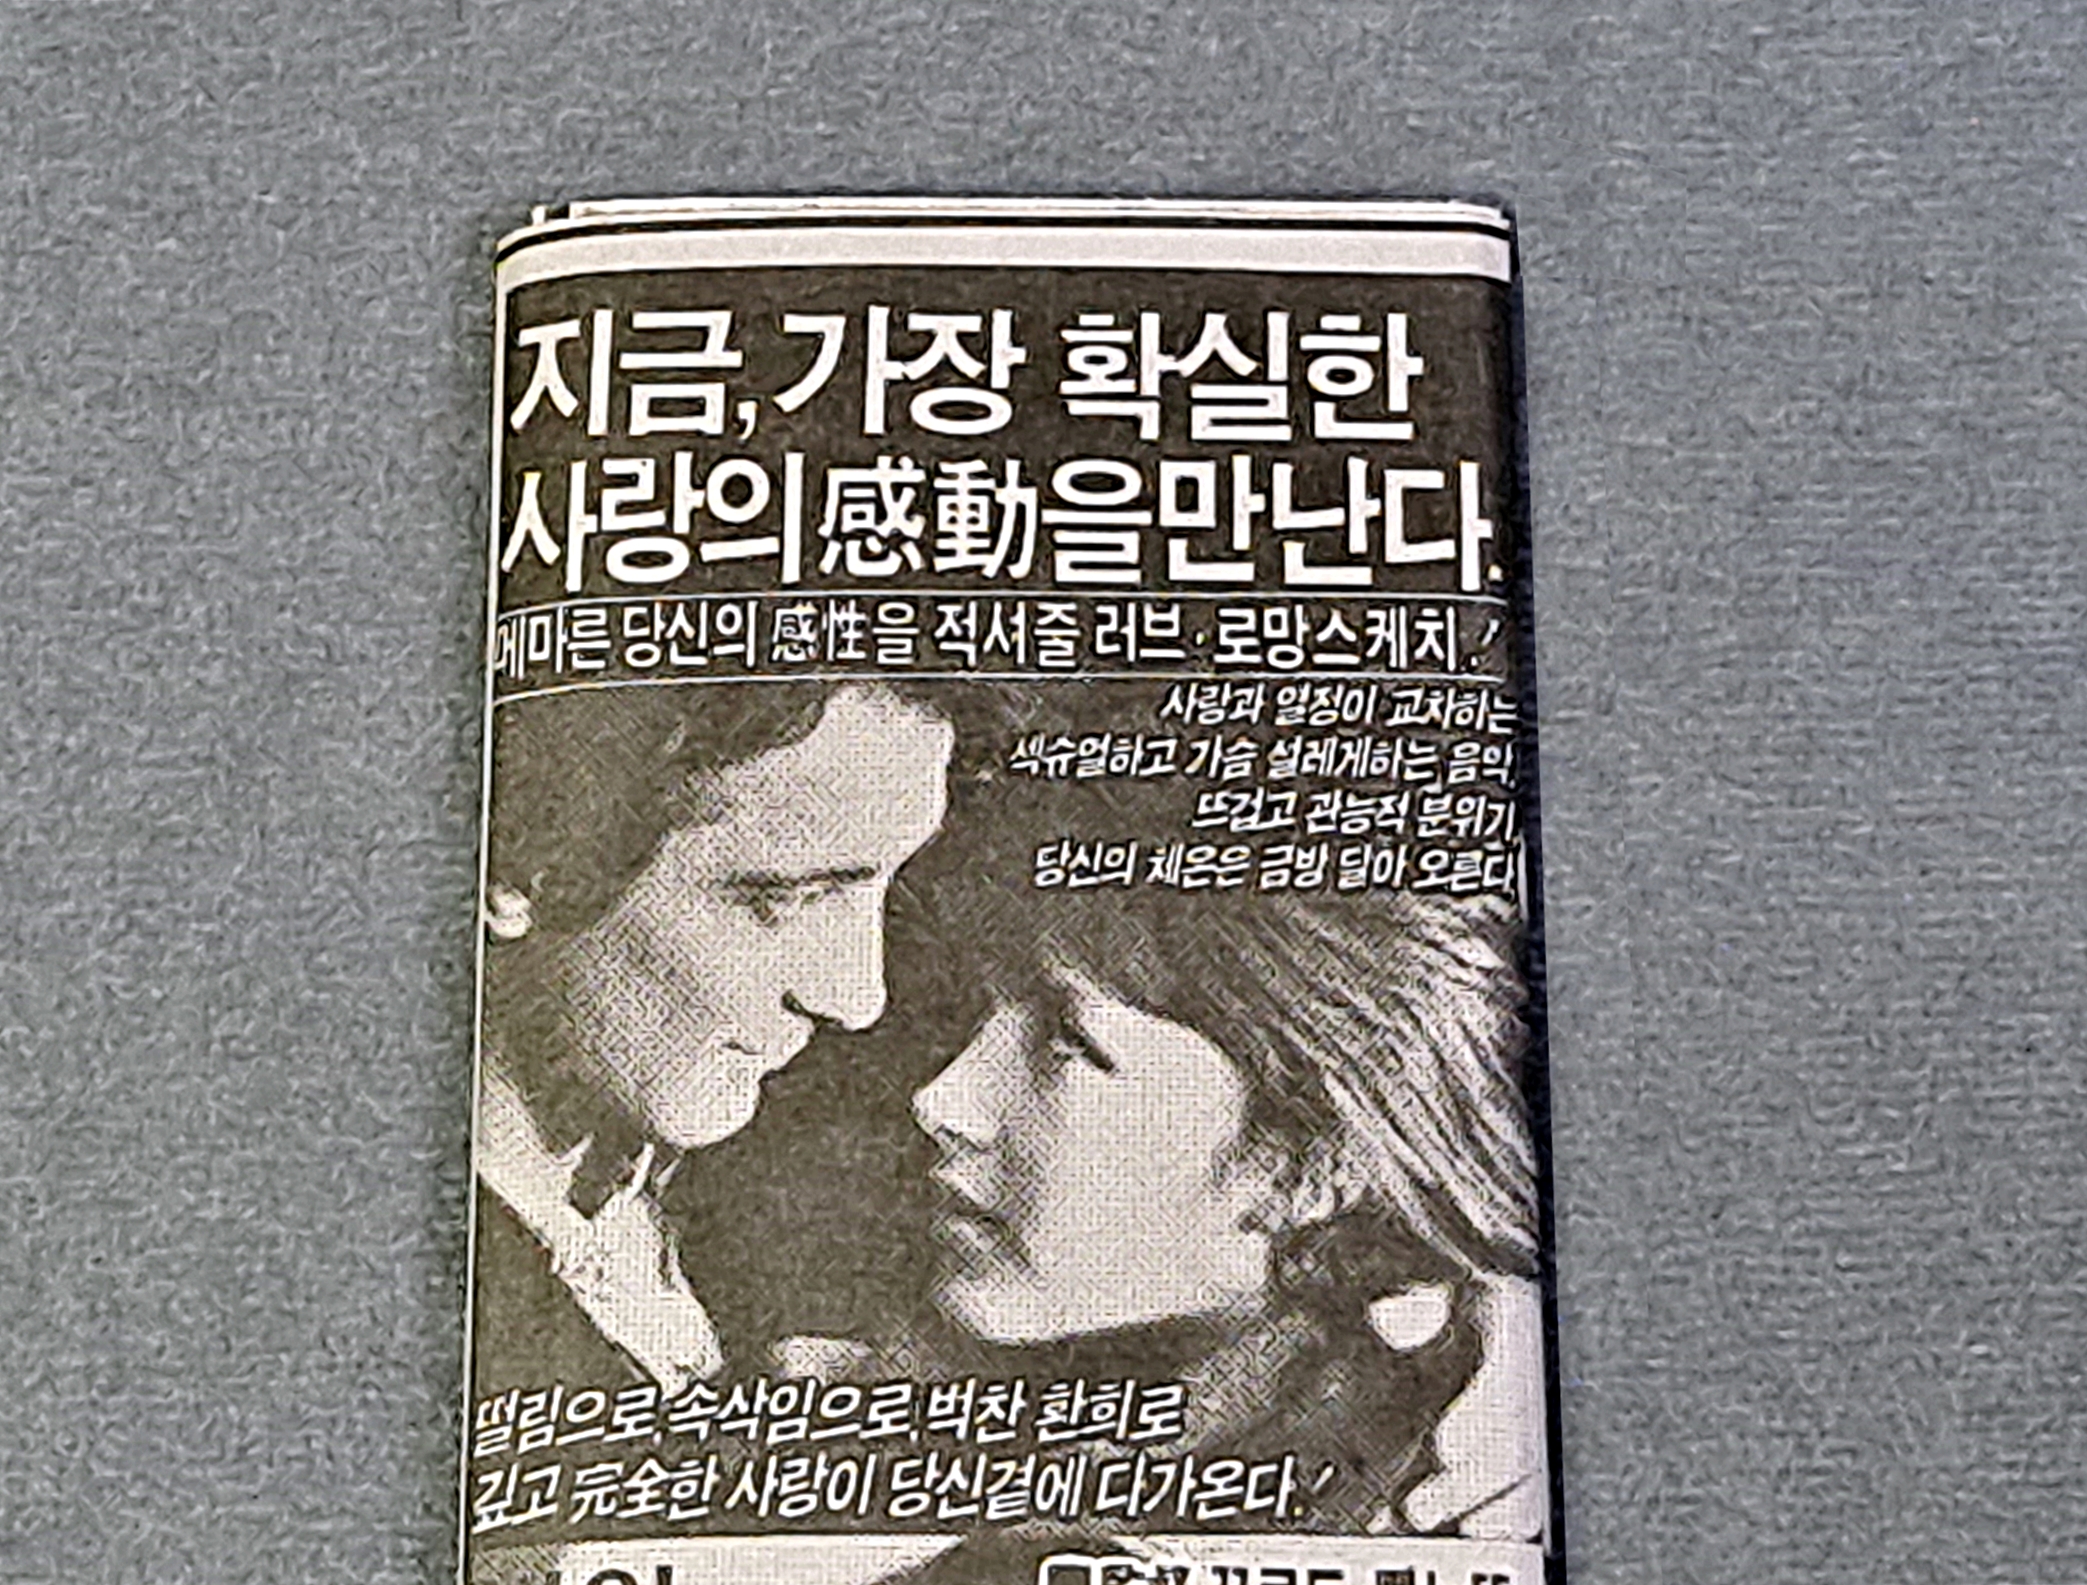 지금, 가장 확실한
사랑의 感動을 만난다.
메마른 당신의 感性을 적셔줄 러브·로망스케치!
사랑과 열정이 교차하는
섹슈얼하고 가슴 설레게하는 음악,
뜨겁고 관능적 분위기
당신의 체온은 금방 달아 오른다.
떨림으로, 속삭임으로, 벅찬 환희로
깊고 完全한 사랑이 당신곁에 다가온다!